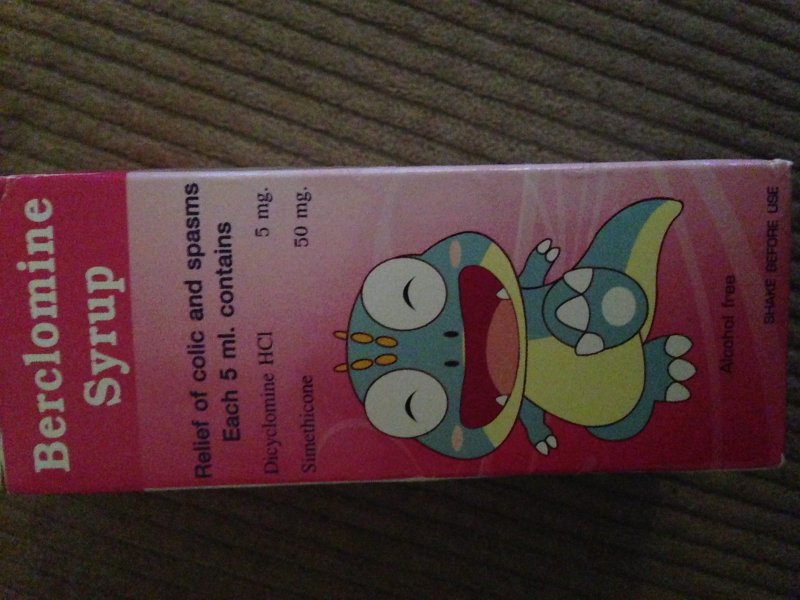 Berclomine
Syrup
Relief of colic and spasms
Each 5 ml. contains
Dicyclomine HCl 5 mg.
Simethicone 50 mg.
Alcohol free
SHAKE BEFORE USE